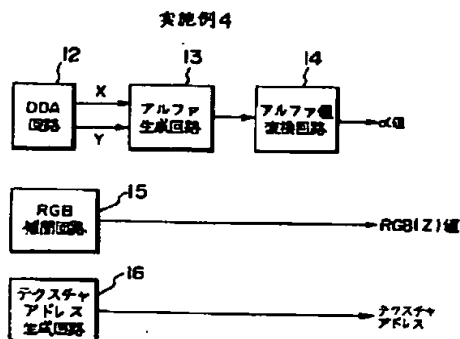 実施例4
12
DDA
回路
X
Y
13
アルファ
生成回路
14
アルファ値
変換回路
α値
15
RGB
補間回路
RGB(Z)値
16
テクスチャ
アドレス
生成回路
テクスチャ
アドレス